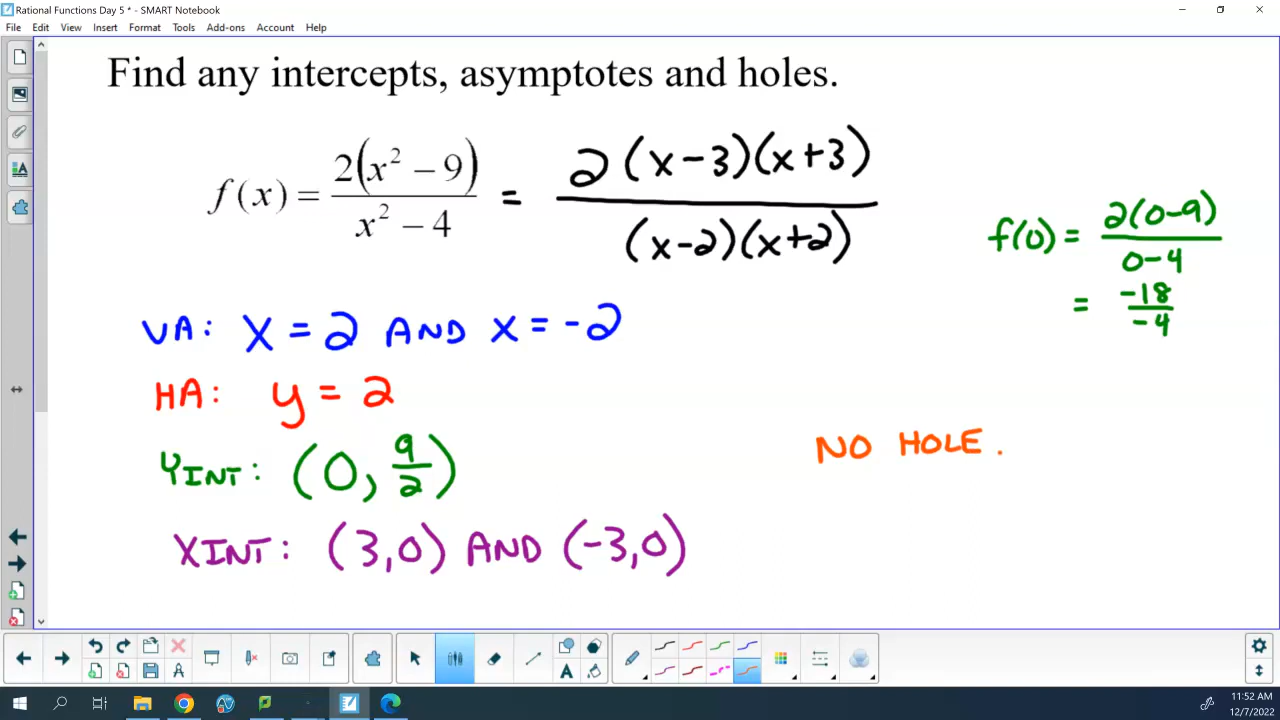 Rational Functions Day 5 * - SMART Notebook
File Edit View Insert Format Tools Add-ons Account Help
Find any intercepts, asymptotes and holes.
f(x) = 2(x² − 9) / x² − 4 = 2(x−3)(x+3) / (x−2)(x+2)
f(0) = 2(0−9) / 0−4
= −18 / −4
VA: X = 2 AND X = −2
HA: y = 2
YINT: (0, 9/2)
NO HOLE.
XINT: (3,0) AND (−3,0)
A
A
11:52 AM
12/7/2022